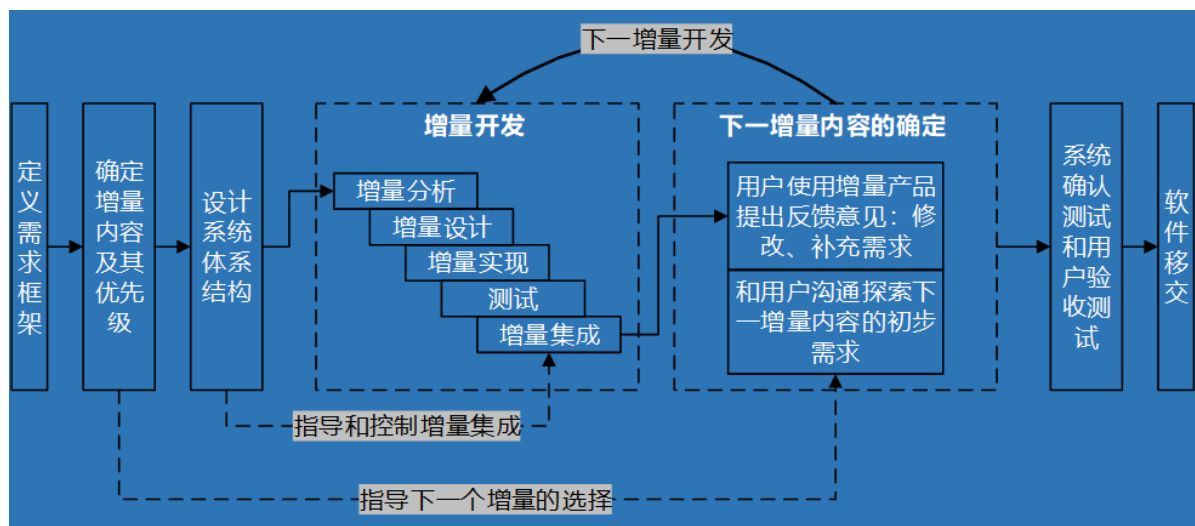 下一增量开发
定
义
需
求
框
架
确定
增量
内容
及其
优先
级
设计
系统
体系
结构
增量开发
增量分析
增量设计
增量实现
测试
增量集成
下一增量内容的确定
用户使用增量产品
提出反馈意见：修
改、补充需求
和用户沟通探索下
一增量内容的初步
需求
系统
确认
测试
和用
户验
收测
试
软
件
移
交
指导和控制增量集成
指导下一个增量的选择